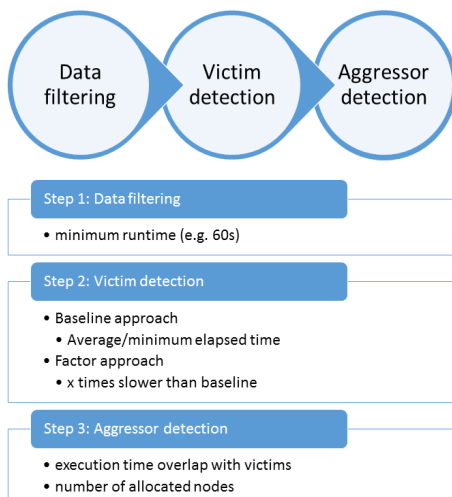 Data
filtering
Victim
detection
Aggressor
detection
Step 1: Data filtering
• minimum runtime (e.g. 60s)
Step 2: Victim detection
• Baseline approach
• Average/minimum elapsed time
• Factor approach
• x times slower than baseline
Step 3: Aggressor detection
• execution time overlap with victims
• number of allocated nodes